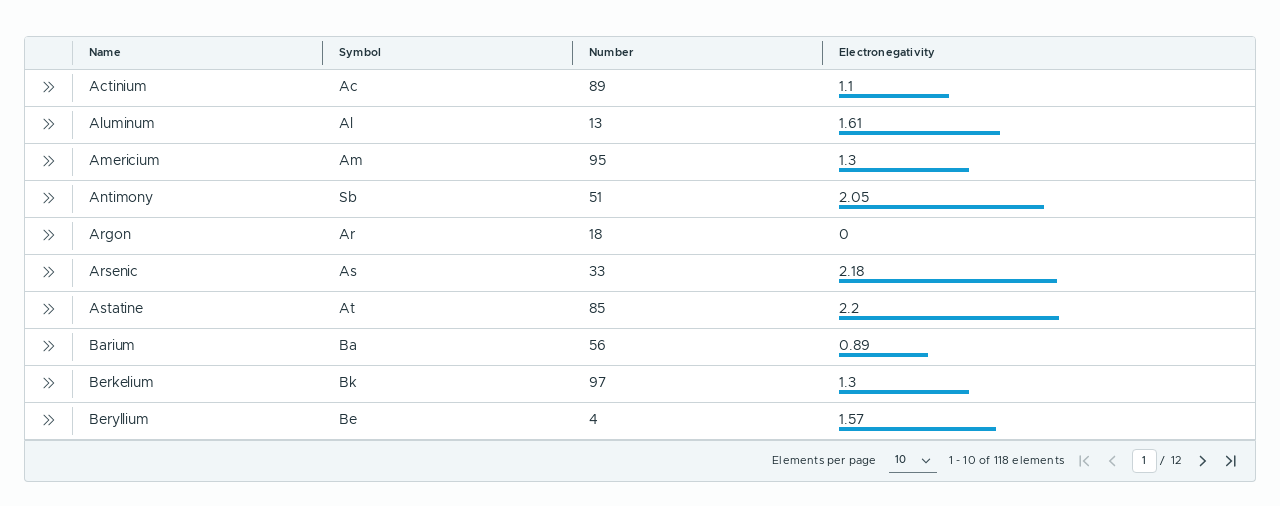 Name Symbol Number Electronegativity
Actinium Ac 89 1.1
Aluminum Al 13 1.61
Americium Am 95 1.3
Antimony Sb 51 2.05
Argon Ar 18 0
Arsenic As 33 2.18
Astatine At 85 2.2
Barium Ba 56 0.89
Berkelium Bk 97 1.3
Beryllium Be 4 1.57
Elements per page 10 1 - 10 of 118 elements 1 / 12